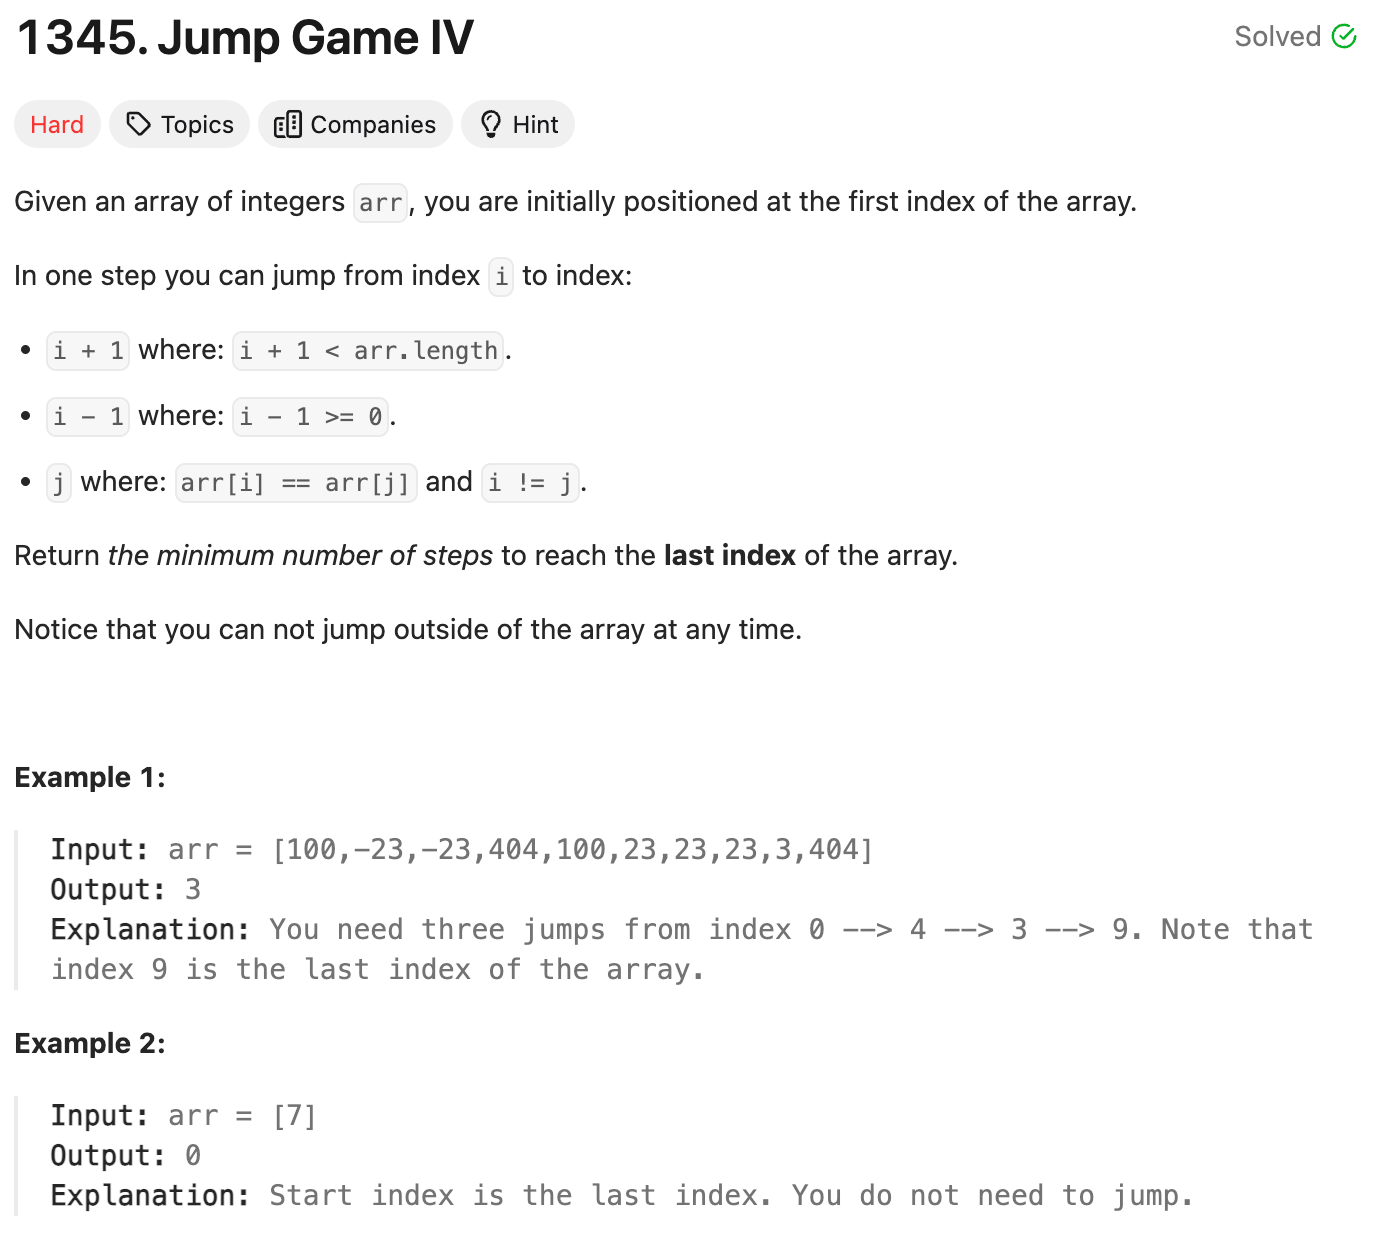 1345. Jump Game IV
Solved
Hard
Topics
Companies
Hint
Given an array of integers arr, you are initially positioned at the first index of the array.
In one step you can jump from index i to index:
• i + 1 where: i + 1 < arr.length.
• i - 1 where: i - 1 >= 0.
• j where: arr[i] == arr[j] and i != j.
Return the minimum number of steps to reach the last index of the array.
Notice that you can not jump outside of the array at any time.
Example 1:
Input: arr = [100,-23,-23,404,100,23,23,23,3,404]
Output: 3
Explanation: You need three jumps from index 0 --> 4 --> 3 --> 9. Note that
index 9 is the last index of the array.
Example 2:
Input: arr = [7]
Output: 0
Explanation: Start index is the last index. You do not need to jump.